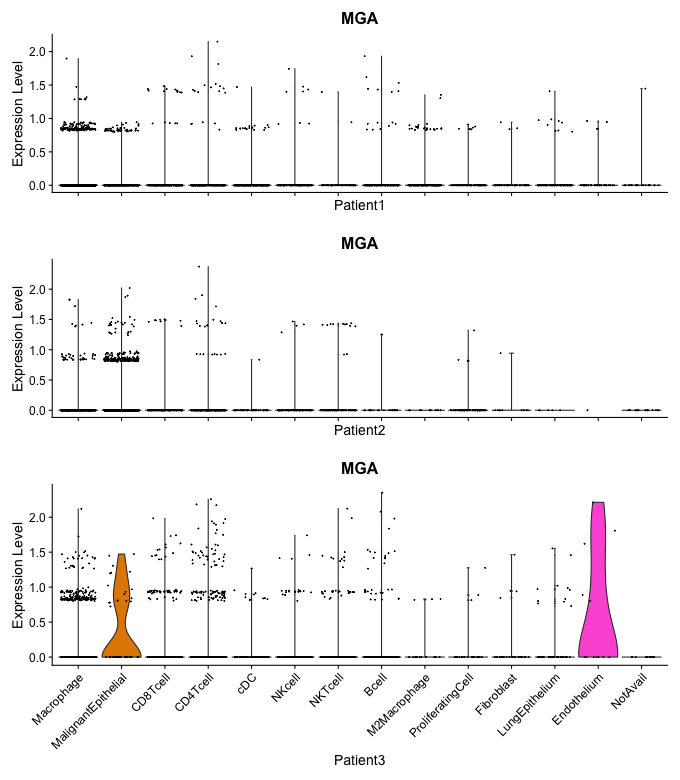 MGA
Expression Level
2.0
1.5
1.0
0.5
0.0
Patient1
MGA
Expression Level
2.0
1.5
1.0
0.5
0.0
Patient2
MGA
Expression Level
2.0
1.5
1.0
0.5
0.0
Macrophage
MalignantEpithelial
CD8Tcell
CD4Tcell
cDC
NKcell
NKTcell
Bcell
M2Macrophage
ProliferatingCell
Fibroblast
LungEpithelium
Endothelium
NotAvail
Patient3